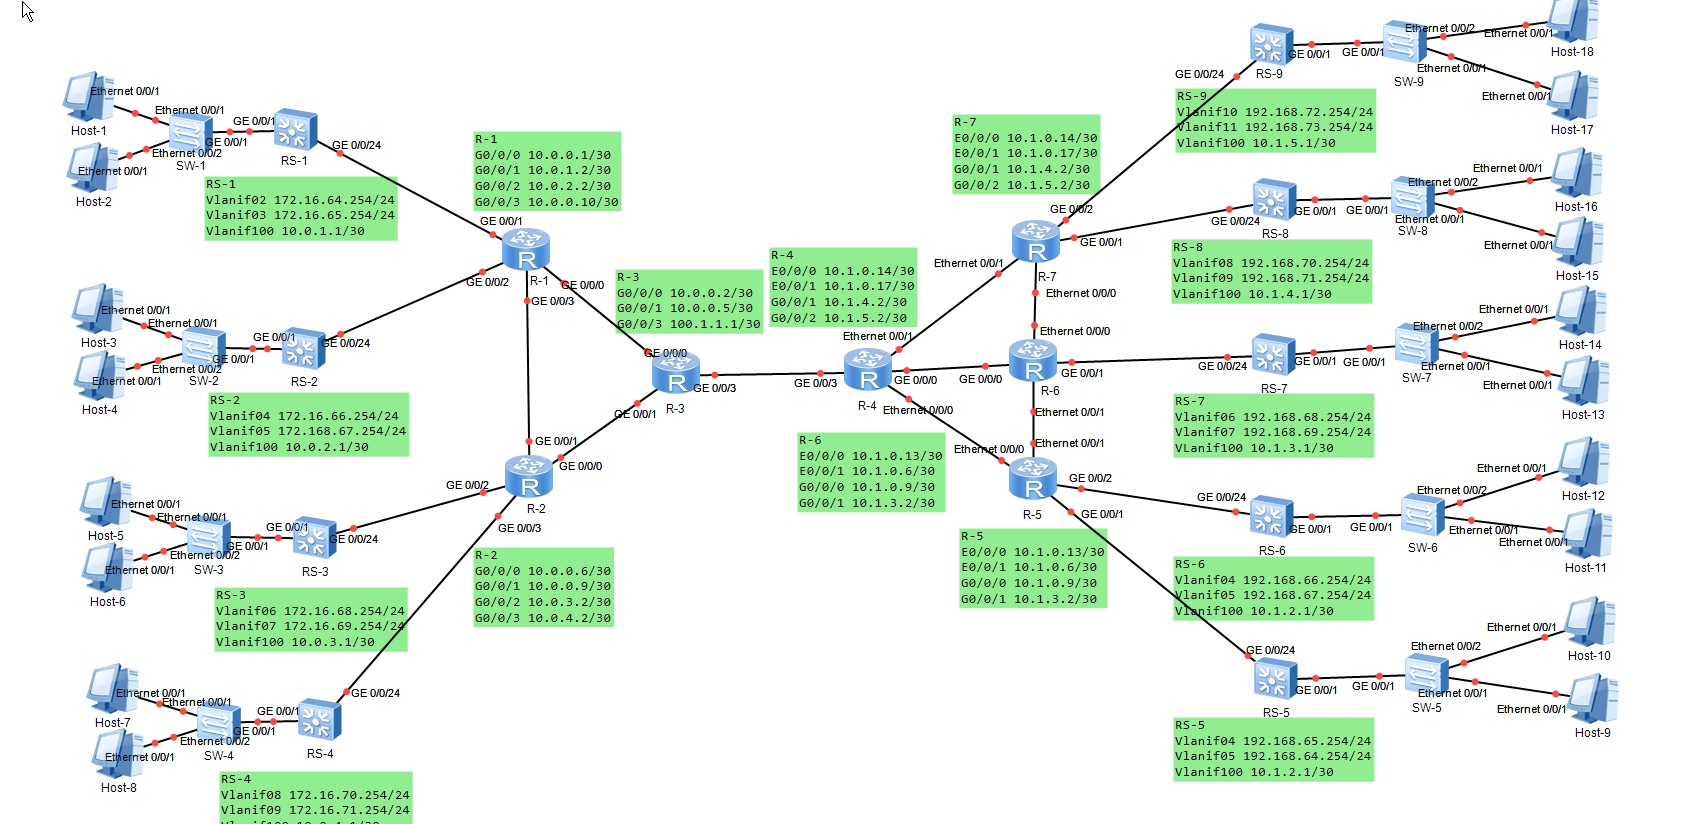 Ethernet 0/0/1
Host-1
Ethernet 0/0/1
Ethernet 0/0/2
SW-1
GE 0/0/1
GE 0/0/1
RS-1
GE 0/0/24
Ethernet 0/0/1
Host-2
RS-1
Vlanif02 172.16.64.254/24
Vlanif03 172.16.65.254/24
Vlanif100 10.0.1.1/30
R-1
G0/0/0 10.0.0.1/30
G0/0/1 10.0.1.2/30
G0/0/2 10.0.2.2/30
G0/0/3 10.0.0.10/30
GE 0/0/1
GE 0/0/2
R-1
GE 0/0/0
GE 0/0/3
Ethernet 0/0/1
Host-3
Ethernet 0/0/1
Ethernet 0/0/2
SW-2
GE 0/0/1
GE 0/0/1
RS-2
GE 0/0/24
Ethernet 0/0/1
Host-4
RS-2
Vlanif04 172.16.66.254/24
Vlanif05 172.168.67.254/24
Vlanif100 10.0.2.1/30
R-3
G0/0/0 10.0.0.2/30
G0/0/1 10.0.0.5/30
G0/0/3 100.1.1.1/30
GE 0/0/0
GE 0/0/3
GE 0/0/1
R-3
Ethernet 0/0/1
Host-5
Ethernet 0/0/1
Ethernet 0/0/2
SW-3
GE 0/0/1
GE 0/0/1
RS-3
GE 0/0/24
Ethernet 0/0/1
Host-6
RS-3
Vlanif06 172.16.68.254/24
Vlanif07 172.16.69.254/24
Vlanif100 10.0.3.1/30
GE 0/0/1
GE 0/0/0
GE 0/0/2
GE 0/0/3
R-2
R-2
G0/0/0 10.0.0.6/30
G0/0/1 10.0.0.9/30
G0/0/2 10.0.3.2/30
G0/0/3 10.0.4.2/30
Ethernet 0/0/1
Host-7
Ethernet 0/0/1
Ethernet 0/0/2
SW-4
GE 0/0/1
GE 0/0/1
RS-4
GE 0/0/24
Ethernet 0/0/1
Host-8
RS-4
Vlanif08 172.16.70.254/24
Vlanif09 172.16.71.254/24
R-4
E0/0/0 10.1.0.14/30
E0/0/1 10.1.0.17/30
G0/0/1 10.1.4.2/30
G0/0/2 10.1.5.2/30
Ethernet 0/0/1
GE 0/0/3
GE 0/0/0
R-4
Ethernet 0/0/0
R-7
E0/0/0 10.1.0.14/30
E0/0/1 10.1.0.17/30
G0/0/1 10.1.4.2/30
G0/0/2 10.1.5.2/30
GE 0/0/2
GE 0/0/1
Ethernet 0/0/1
R-7
Ethernet 0/0/0
Ethernet 0/0/0
GE 0/0/0
GE 0/0/1
R-6
Ethernet 0/0/1
Ethernet 0/0/1
R-6
E0/0/0 10.1.0.13/30
E0/0/1 10.1.0.6/30
G0/0/0 10.1.0.9/30
G0/0/1 10.1.3.2/30
Ethernet 0/0/0
GE 0/0/2
GE 0/0/1
R-5
R-5
E0/0/0 10.1.0.13/30
E0/0/1 10.1.0.6/30
G0/0/0 10.1.0.9/30
G0/0/1 10.1.3.2/30
GE 0/0/24
RS-9
GE 0/0/1
GE 0/0/1
SW-9
Ethernet 0/0/2
Ethernet 0/0/1
Ethernet 0/0/1
Host-18
Ethernet 0/0/1
Host-17
RS-9
Vlanif10 192.168.72.254/24
Vlanif11 192.168.73.254/24
Vlanif100 10.1.5.1/30
GE 0/0/24
RS-8
GE 0/0/1
GE 0/0/1
SW-8
Ethernet 0/0/2
Ethernet 0/0/1
Ethernet 0/0/1
Host-16
Ethernet 0/0/1
Host-15
RS-8
Vlanif08 192.168.70.254/24
Vlanif09 192.168.71.254/24
Vlanif100 10.1.4.1/30
GE 0/0/24
RS-7
GE 0/0/1
GE 0/0/1
SW-7
Ethernet 0/0/2
Ethernet 0/0/1
Ethernet 0/0/1
Host-14
Ethernet 0/0/1
Host-13
RS-7
Vlanif06 192.168.68.254/24
Vlanif07 192.168.69.254/24
VLanif100 10.1.3.1/30
GE 0/0/24
RS-6
GE 0/0/1
GE 0/0/1
SW-6
Ethernet 0/0/2
Ethernet 0/0/1
Ethernet 0/0/1
Host-12
Ethernet 0/0/1
Host-11
RS-6
Vlanif04 192.168.66.254/24
Vlanif05 192.168.67.254/24
Vlanif100 10.1.2.1/30
GE 0/0/24
RS-5
GE 0/0/1
GE 0/0/1
SW-5
Ethernet 0/0/2
Ethernet 0/0/1
Ethernet 0/0/1
Host-10
Ethernet 0/0/1
Host-9
RS-5
Vlanif04 192.168.65.254/24
Vlanif05 192.168.64.254/24
Vlanif100 10.1.2.1/30